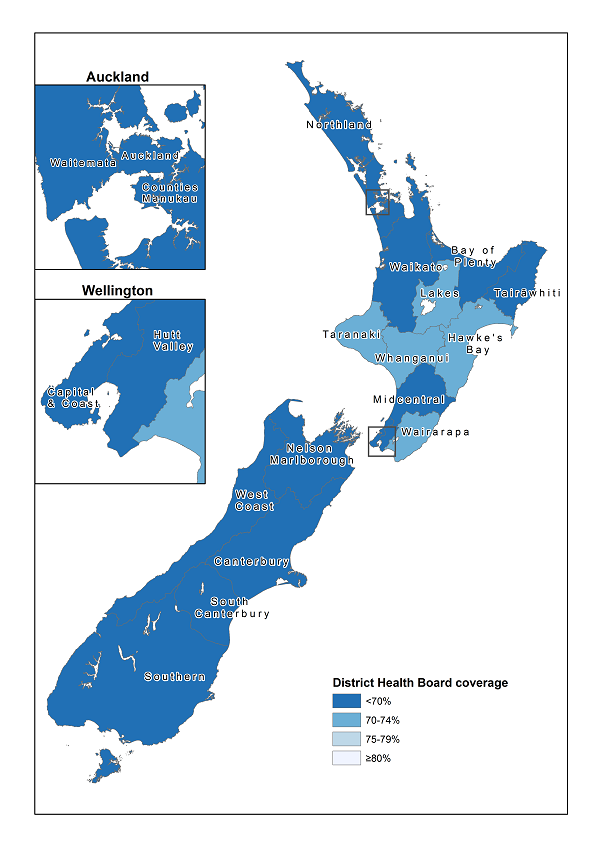 Auckland
Waitemata
Auckland
Counties
Manukau
Wellington
Hutt
Valley
Capital
& Coast
Northland
Bay of
Plenty
Waikato
Lakes
Tairāwhiti
Taranaki
Hawke's
Bay
Whanganui
Midcentral
Wairarapa
Nelson
Marlborough
West
Coast
Canterbury
South
Canterbury
Southern
District Health Board coverage
<70%
70-74%
75-79%
≥80%